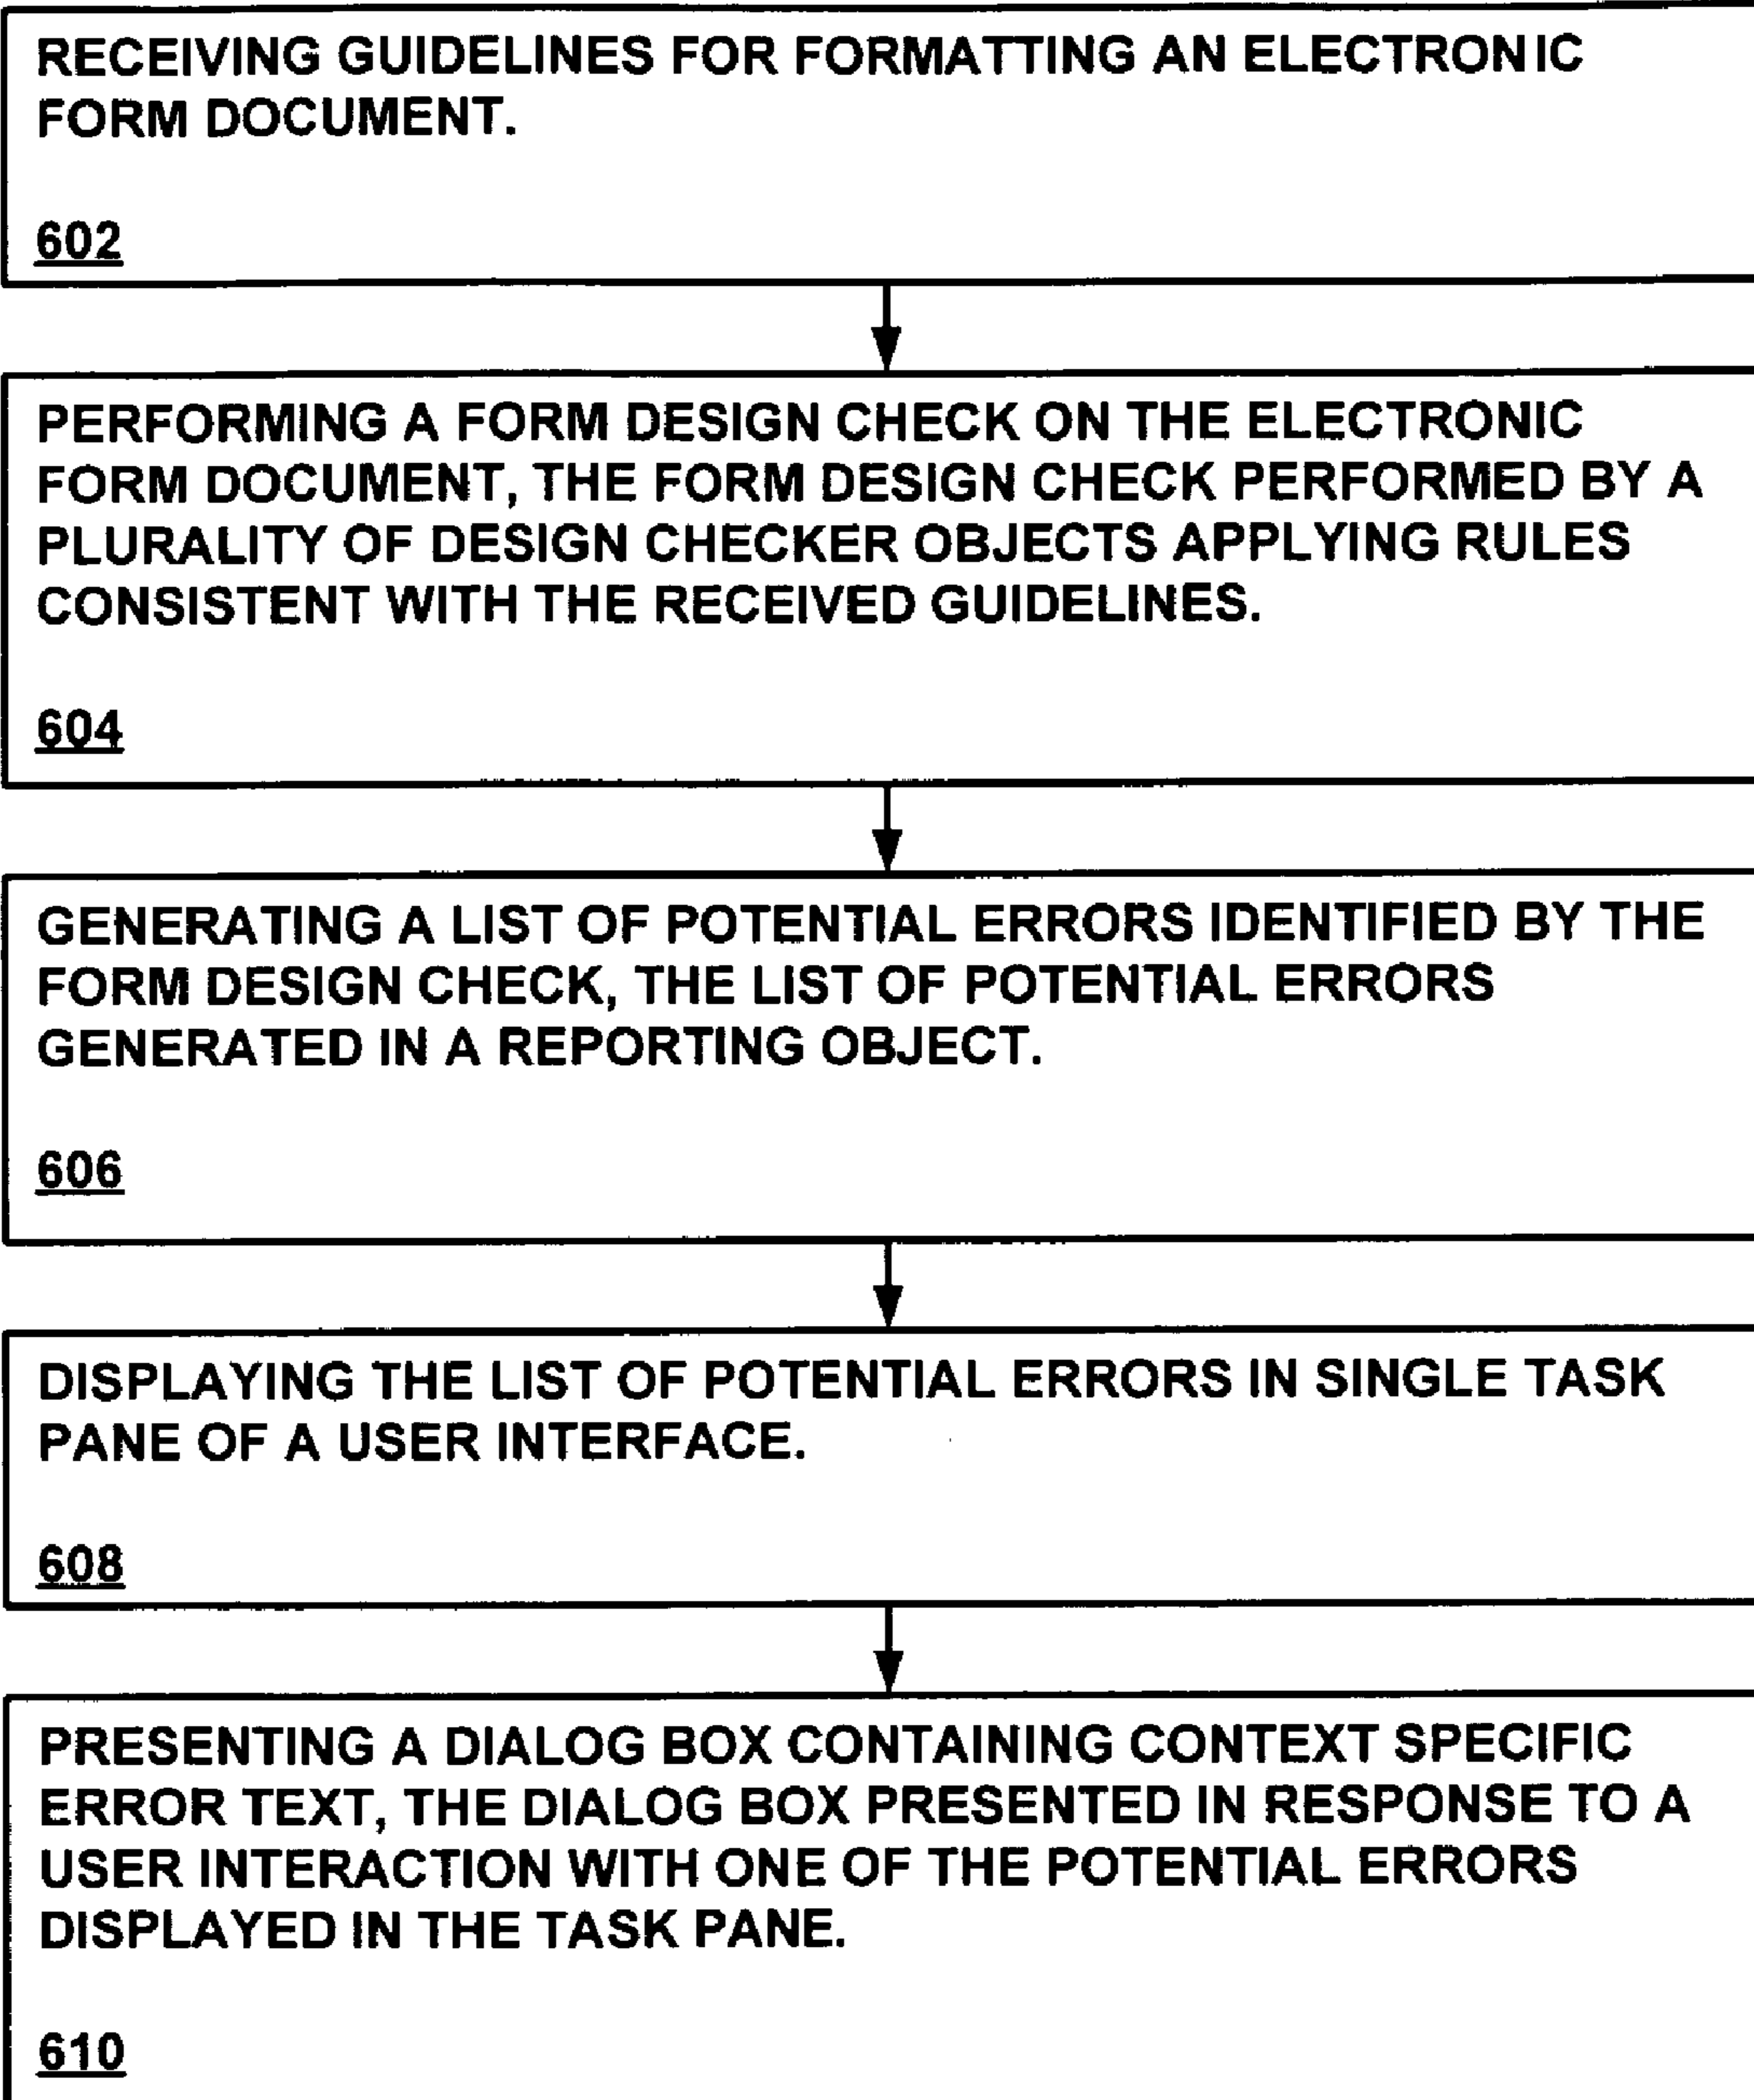 RECEIVING GUIDELINES FOR FORMATTING AN ELECTRONIC
FORM DOCUMENT.
602
PERFORMING A FORM DESIGN CHECK ON THE ELECTRONIC
FORM DOCUMENT, THE FORM DESIGN CHECK PERFORMED BY A
PLURALITY OF DESIGN CHECKER OBJECTS APPLYING RULES
CONSISTENT WITH THE RECEIVED GUIDELINES.
604
GENERATING A LIST OF POTENTIAL ERRORS IDENTIFIED BY THE
FORM DESIGN CHECK, THE LIST OF POTENTIAL ERRORS
GENERATED IN A REPORTING OBJECT.
606
DISPLAYING THE LIST OF POTENTIAL ERRORS IN SINGLE TASK
PANE OF A USER INTERFACE.
608
PRESENTING A DIALOG BOX CONTAINING CONTEXT SPECIFIC
ERROR TEXT, THE DIALOG BOX PRESENTED IN RESPONSE TO A
USER INTERACTION WITH ONE OF THE POTENTIAL ERRORS
DISPLAYED IN THE TASK PANE.
610